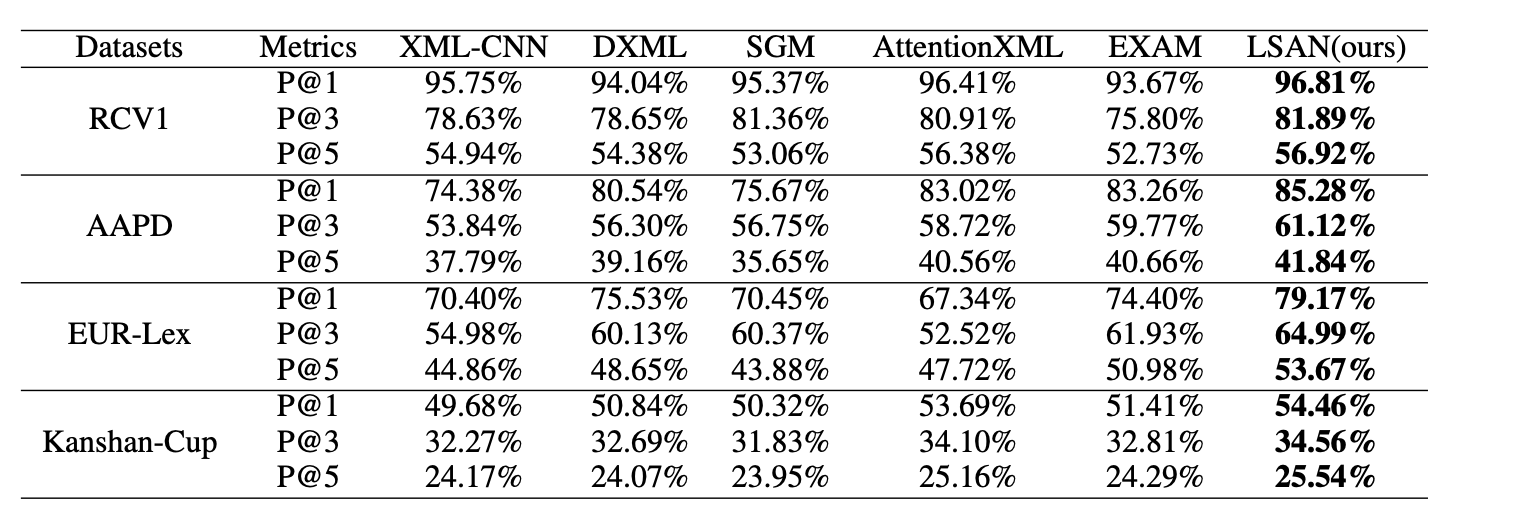 Datasets Metrics XML-CNN DXML SGM AttentionXML EXAM LSAN(ours)
P@1 95.75% 94.04% 95.37% 96.41% 93.67% 96.81%
RCV1 P@3 78.63% 78.65% 81.36% 80.91% 75.80% 81.89%
P@5 54.94% 54.38% 53.06% 56.38% 52.73% 56.92%
P@1 74.38% 80.54% 75.67% 83.02% 83.26% 85.28%
AAPD P@3 53.84% 56.30% 56.75% 58.72% 59.77% 61.12%
P@5 37.79% 39.16% 35.65% 40.56% 40.66% 41.84%
P@1 70.40% 75.53% 70.45% 67.34% 74.40% 79.17%
EUR-Lex P@3 54.98% 60.13% 60.37% 52.52% 61.93% 64.99%
P@5 44.86% 48.65% 43.88% 47.72% 50.98% 53.67%
P@1 49.68% 50.84% 50.32% 53.69% 51.41% 54.46%
Kanshan-Cup P@3 32.27% 32.69% 31.83% 34.10% 32.81% 34.56%
P@5 24.17% 24.07% 23.95% 25.16% 24.29% 25.54%